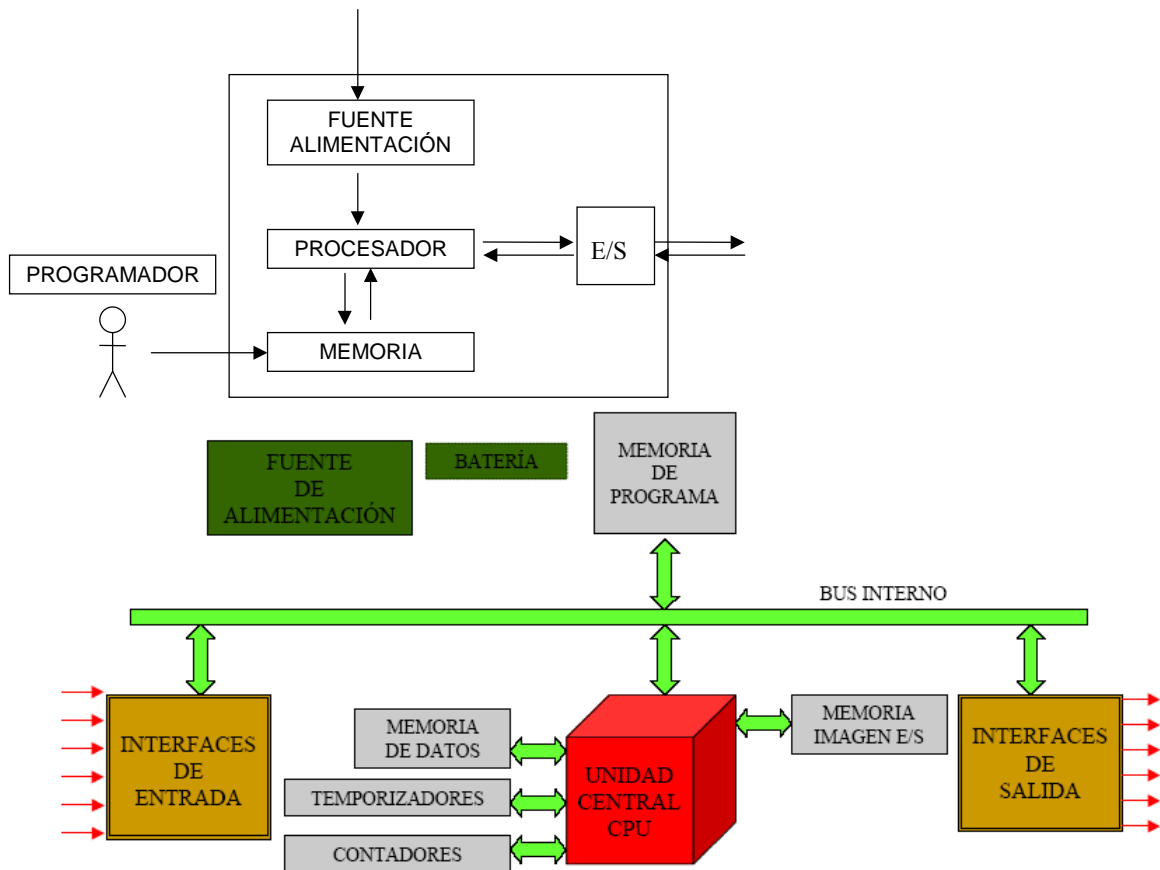 FUENTE
ALIMENTACIÓN
PROCESADOR
E/S
PROGRAMADOR
MEMORIA
FUENTE
DE
ALIMENTACIÓN
BATERÍA
MEMORIA
DE
PROGRAMA
BUS INTERNO
INTERFACES
DE
ENTRADA
MEMORIA
DE DATOS
TEMPORIZADORES
CONTADORES
UNIDAD
CENTRAL
CPU
MEMORIA
IMAGEN E/S
INTERFACES
DE
SALIDA